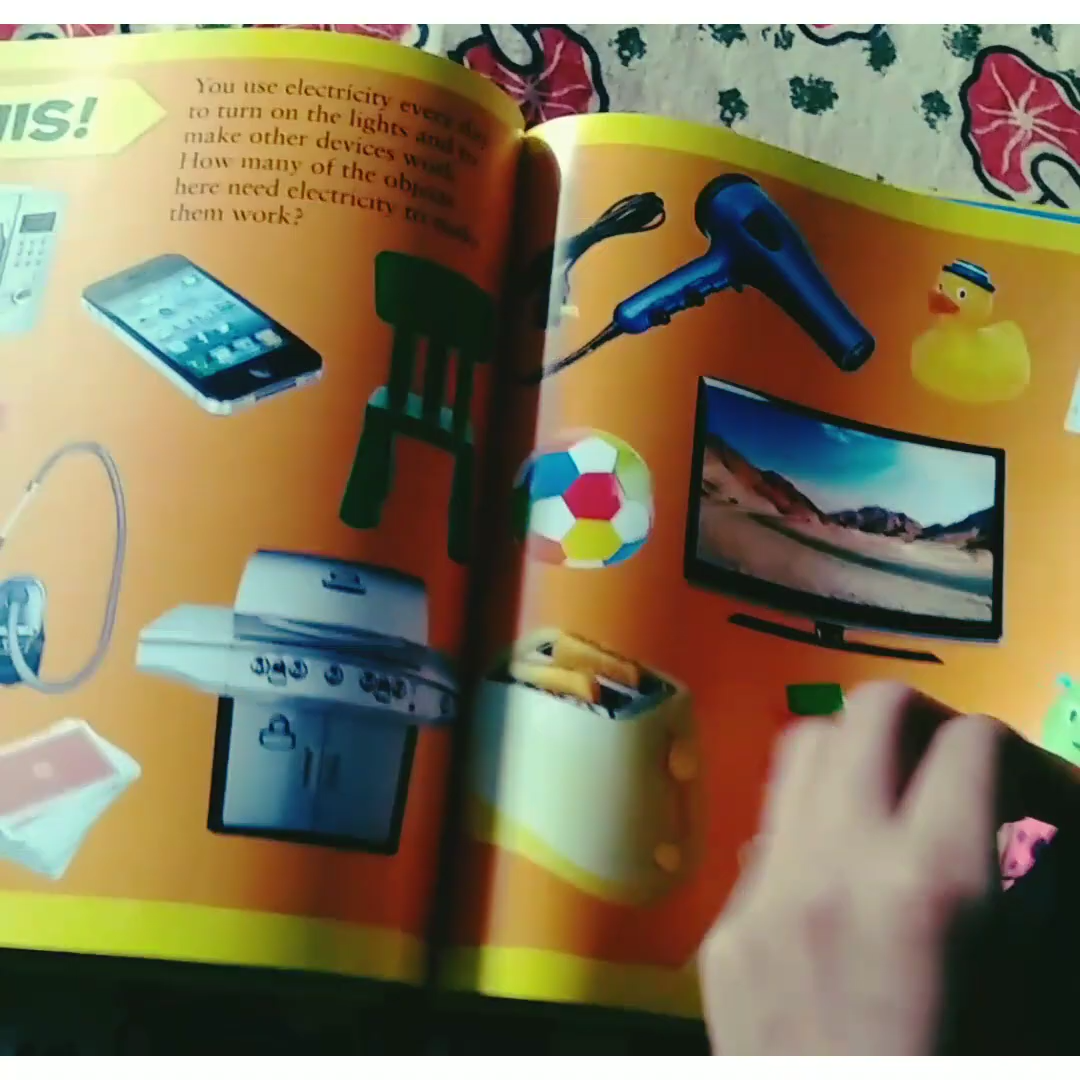 HIS!
You use electricity every day
to turn on the lights and to
make other devices work.
How many of the objects
here need electricity to make
them work?